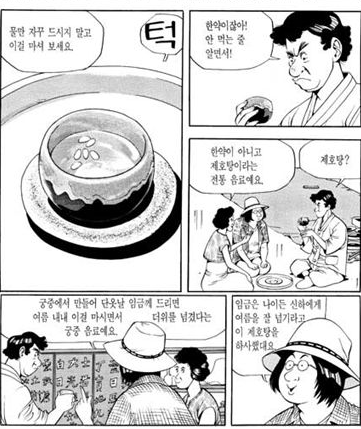 물만 자꾸 드시지 말고
이걸 마셔 보세요.
턱
한약이잖아!
안 먹는 줄
알면서!
한약이 아니고
제호탕이라는
전통 음료예요.
제호탕?
궁중에서 만들어 단옷날 임금께 드리면
여름 내내 이걸 마시면서 더위를 넘겼다는
궁중 음료예요.
임금은 나이든 신하에게
여름을 잘 넘기라고
이 제호탕을
하사했대요.